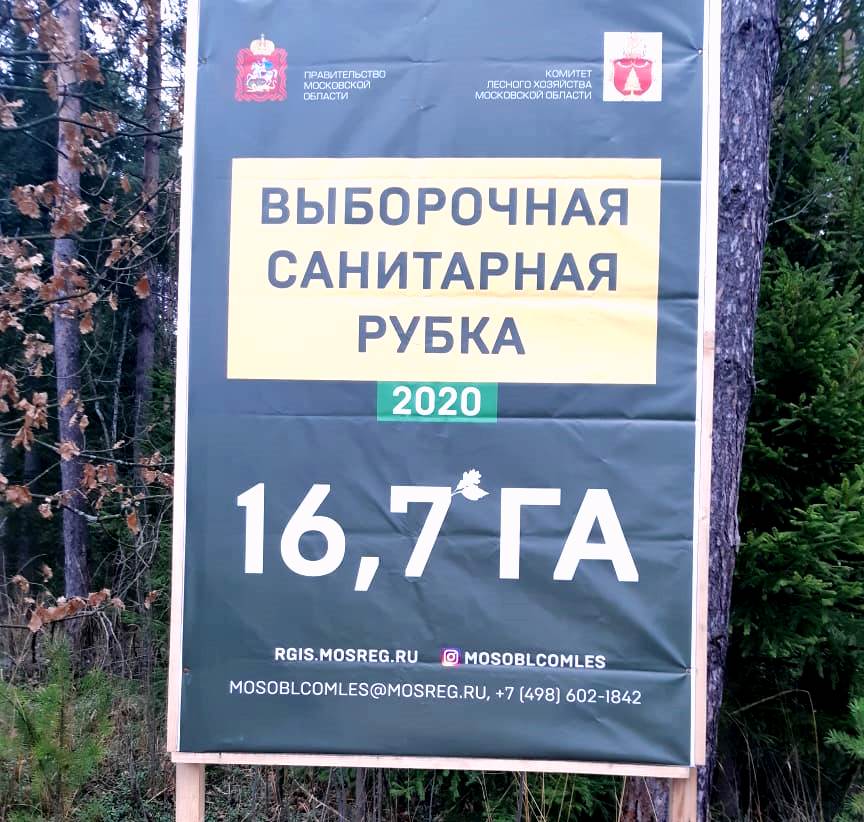 ПРАВИТЕЛЬСТВО
МОСКОВСКОЙ
ОБЛАСТИ
КОМИТЕТ
ЛЕСНОГО ХОЗЯЙСТВА
МОСКОВСКОЙ ОБЛАСТИ
ВЫБОРОЧНАЯ
САНИТАРНАЯ
РУБКА
2020
16,7 ГА
RGIS.MOSREG.RU MOSOBLCOMLES
MOSOBLCOMLES@MOSREG.RU, +7 (498) 602-1842